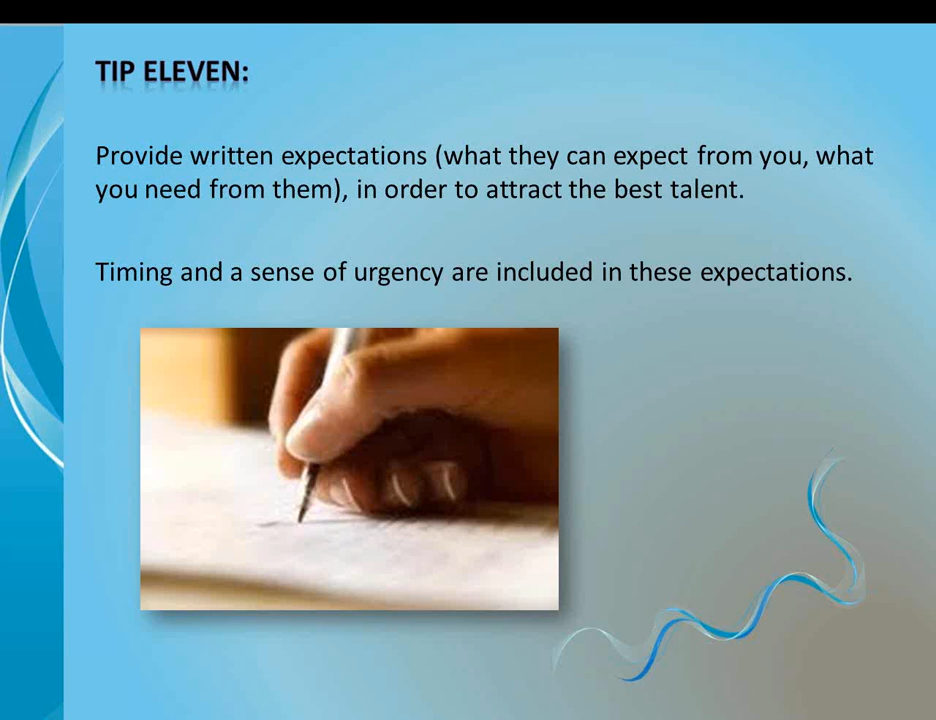 TIP ELEVEN:
Provide written expectations (what they can expect from you, what
you need from them), in order to attract the best talent.
Timing and a sense of urgency are included in these expectations.